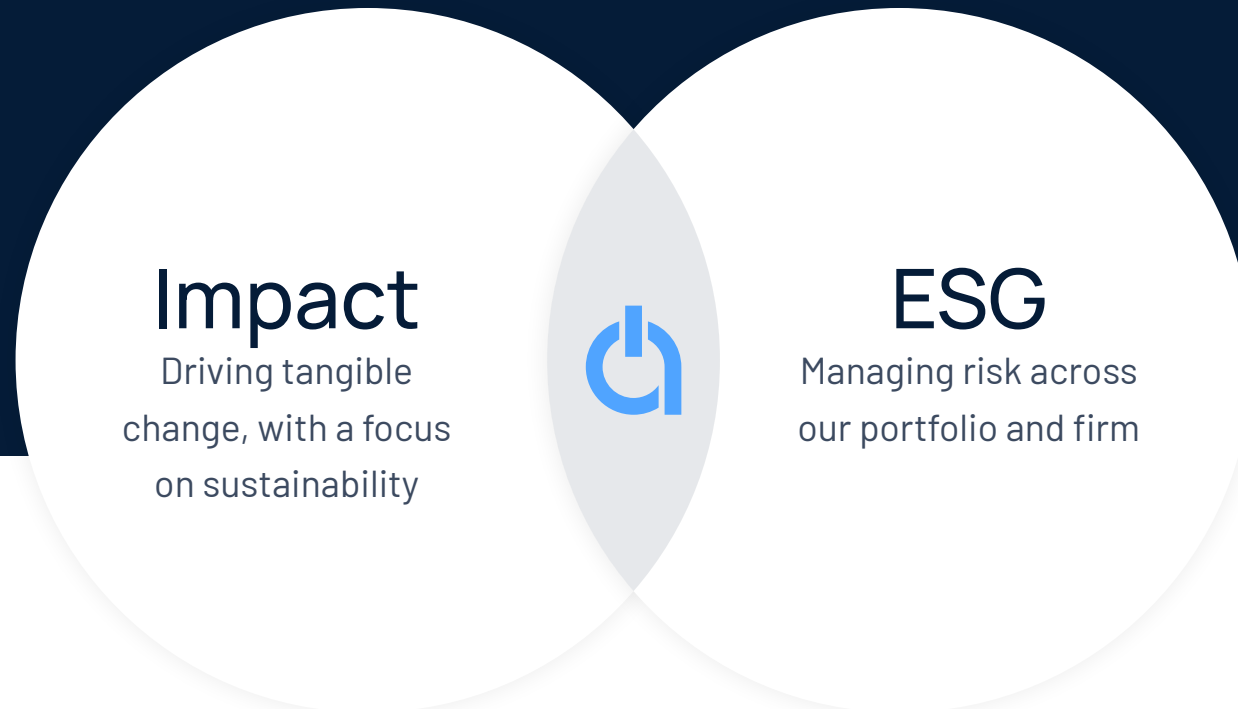 Impact
Driving tangible
change, with a focus
on sustainability
ESG
Managing risk across
our portfolio and firm